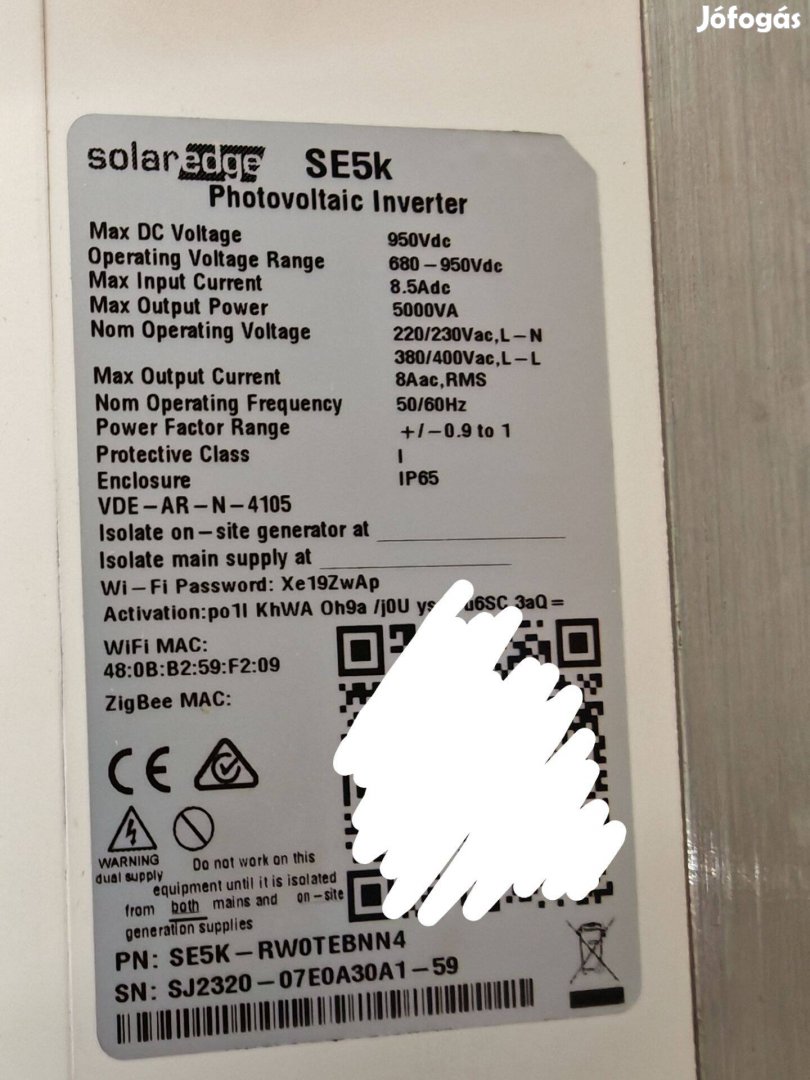 Jófogás
solaredge SE5k
Photovoltaic Inverter
Max DC Voltage 950Vdc
Operating Voltage Range 680-950Vdc
Max Input Current 8.5Adc
Max Output Power 5000VA
Nom Operating Voltage 220/230Vac,L-N
380/400Vac,L-L
Max Output Current 8Aac,RMS
Nom Operating Frequency 50/60Hz
Power Factor Range +/-0.9 to 1
Protective Class I
Enclosure IP65
VDE-AR-N-4105
Isolate on-site generator at
Isolate main supply at
Wi-Fi Password: Xe19ZwAp
Activation:po1l KhWA Oh9a /j0U 3aQ=
WiFi MAC:
48:0B:B2:59:F2:09
ZigBee MAC:
CE
WARNING
dual supply
Do not work on this
equipment until it is isolated
from both mains and on-site
generation supplies
PN: SE5K-RW0TEBNN4
SN: SJ2320-07E0A30A1-59